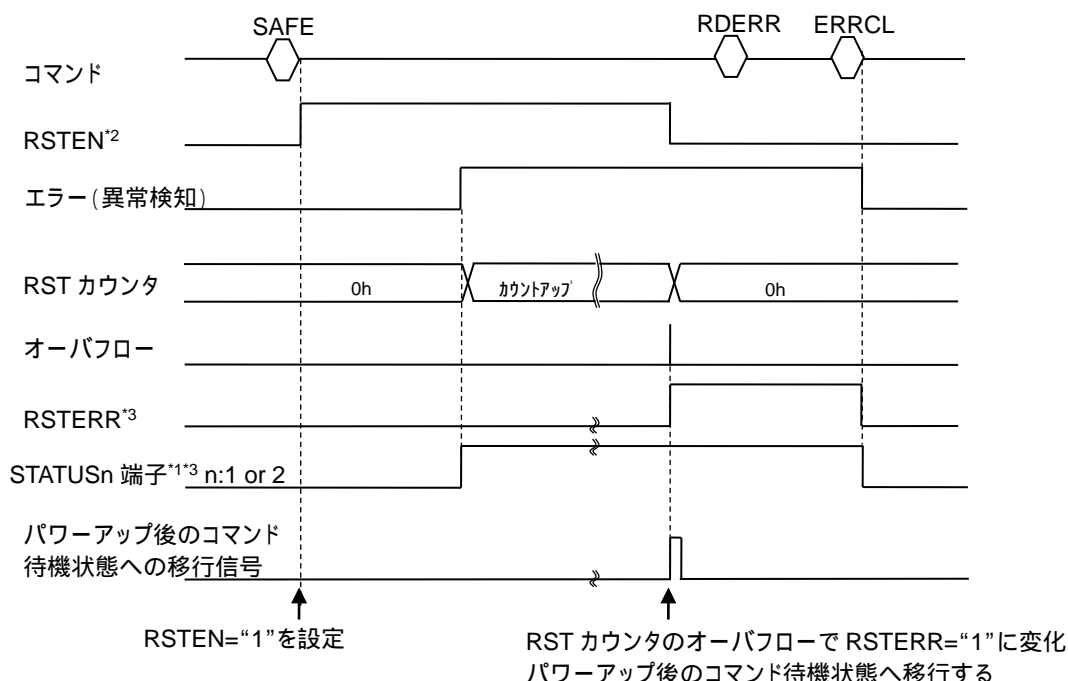 SAFE RDERR ERRCL
コマンド
RSTEN*2
エラー(異常検知)
RST カウンタ 0h カウントアップ 0h
オーバフロー
RSTERR*3
STATUSn 端子*1*3 n:1 or 2
パワーアップ後のコマンド
待機状態への移行信号
RSTEN=“1”を設定
RST カウンタのオーバフローで RSTERR=“1”に変化
パワーアップ後のコマンド待機状態へ移行する